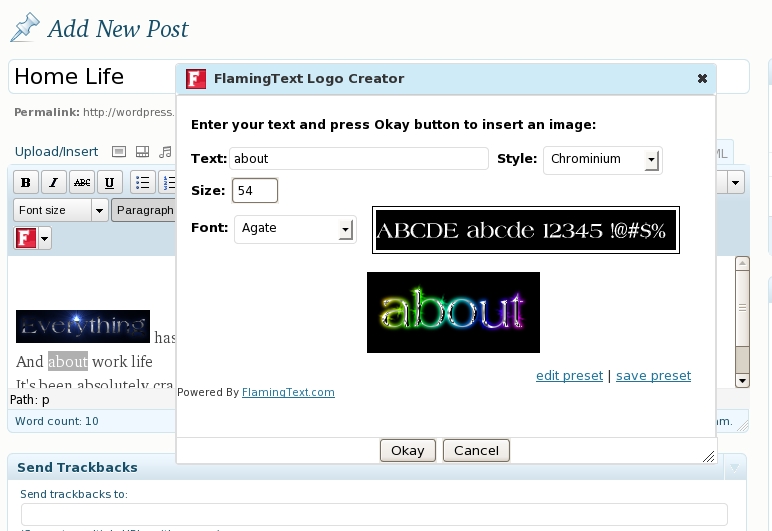 Add New Post
Home Life
Permalink: http://wordpress.
Upload/Insert
ML
B I ABC U
Font size
Paragraph
F
Everything has
And about work life
It's been absolutely cra
Path: p
Word count: 10
am.
Send Trackbacks
Send trackbacks to:
F FlamingText Logo Creator
Enter your text and press Okay button to insert an image:
Text: about Style: Chrominium
Size: 54
Font: Agate
ABCDE abcde 12345 !@#$%
about
edit preset | save preset
Powered By FlamingText.com
Okay Cancel